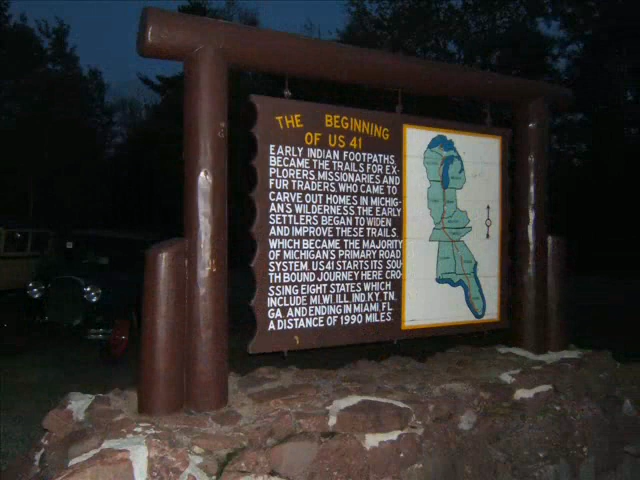 THE BEGINNING
OF US 41
EARLY INDIAN FOOTPATHS
BECAME THE TRAILS FOR EX-
PLORERS MISSIONARIES AND
FUR TRADERS, WHO CAME TO
CARVE OUT HOMES IN MICHIG-
AN'S WILDERNESS THE EARLY
SETTLERS BEGAN TO WIDEN
AND IMPROVE THESE TRAILS.
WHICH BECAME THE MAJORITY
OF MICHIGAN'S PRIMARY ROAD
SYSTEM. US41 STARTS ITS SOU-
TH BOUND JOURNEY HERE CRO-
SSING EIGHT STATES WHICH
INCLUDE MI. WI. ILL. IND. KY. TN.
GA. AND ENDING IN MIAMI. FL.
A DISTANCE OF 1990 MILES.